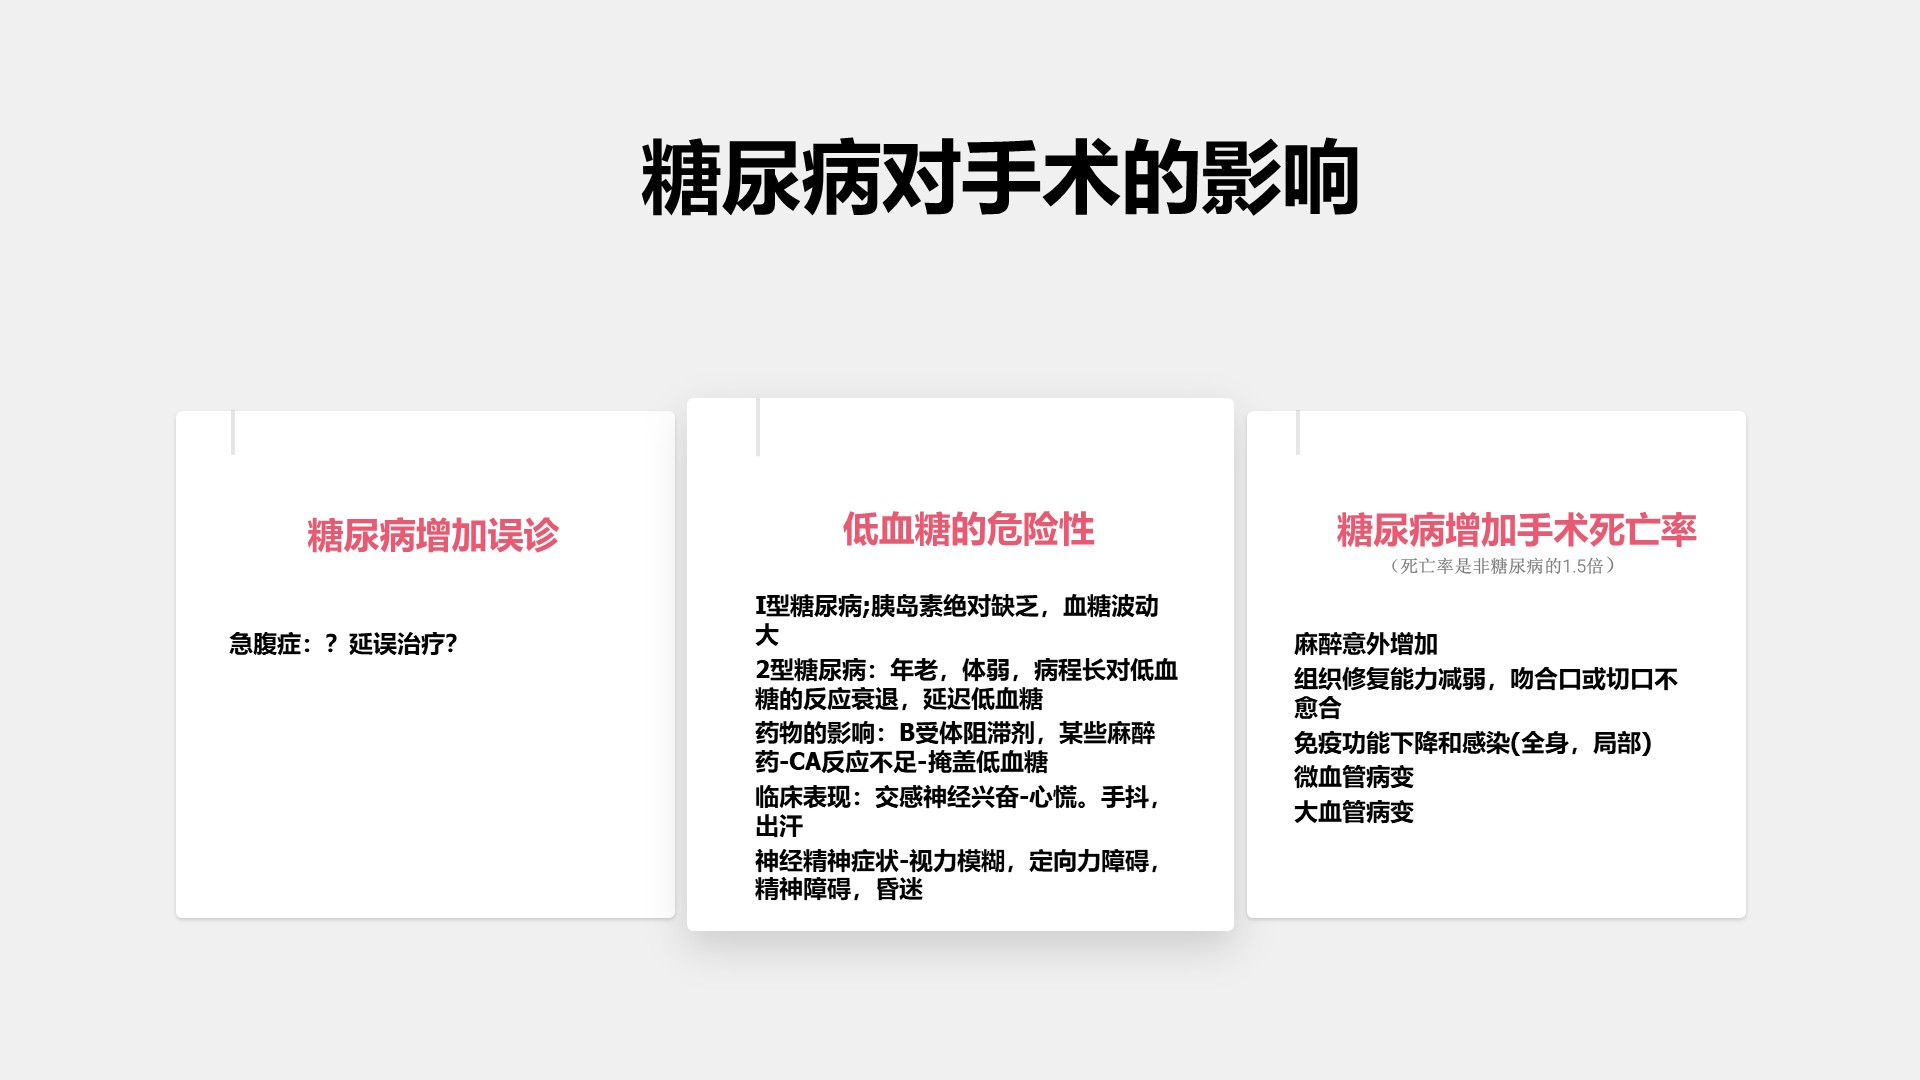 糖尿病对手术的影响
糖尿病增加误诊
急腹症：？延误治疗?
低血糖的危险性
I型糖尿病;胰岛素绝对缺乏，血糖波动
大
2型糖尿病：年老，体弱，病程长对低血
糖的反应衰退，延迟低血糖
药物的影响：B受体阻滞剂，某些麻醉
药-CA反应不足-掩盖低血糖
临床表现：交感神经兴奋-心慌。手抖，
出汗
神经精神症状-视力模糊，定向力障碍，
精神障碍，昏迷
糖尿病增加手术死亡率
（死亡率是非糖尿病的1.5倍）
麻醉意外增加
组织修复能力减弱，吻合口或切口不
愈合
免疫功能下降和感染(全身，局部)
微血管病变
大血管病变